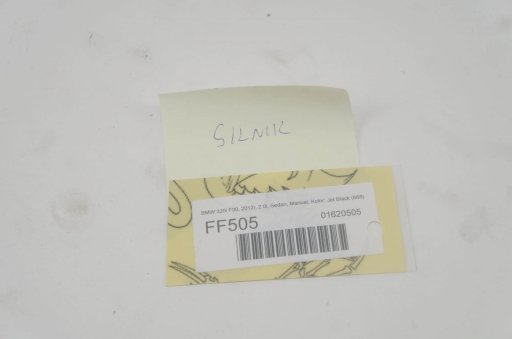 SILNIK
BMW 320i F30, 2012r, 2.0i, Sedan, Manual, Kolor: Jet Black (668)
01620505
FF505